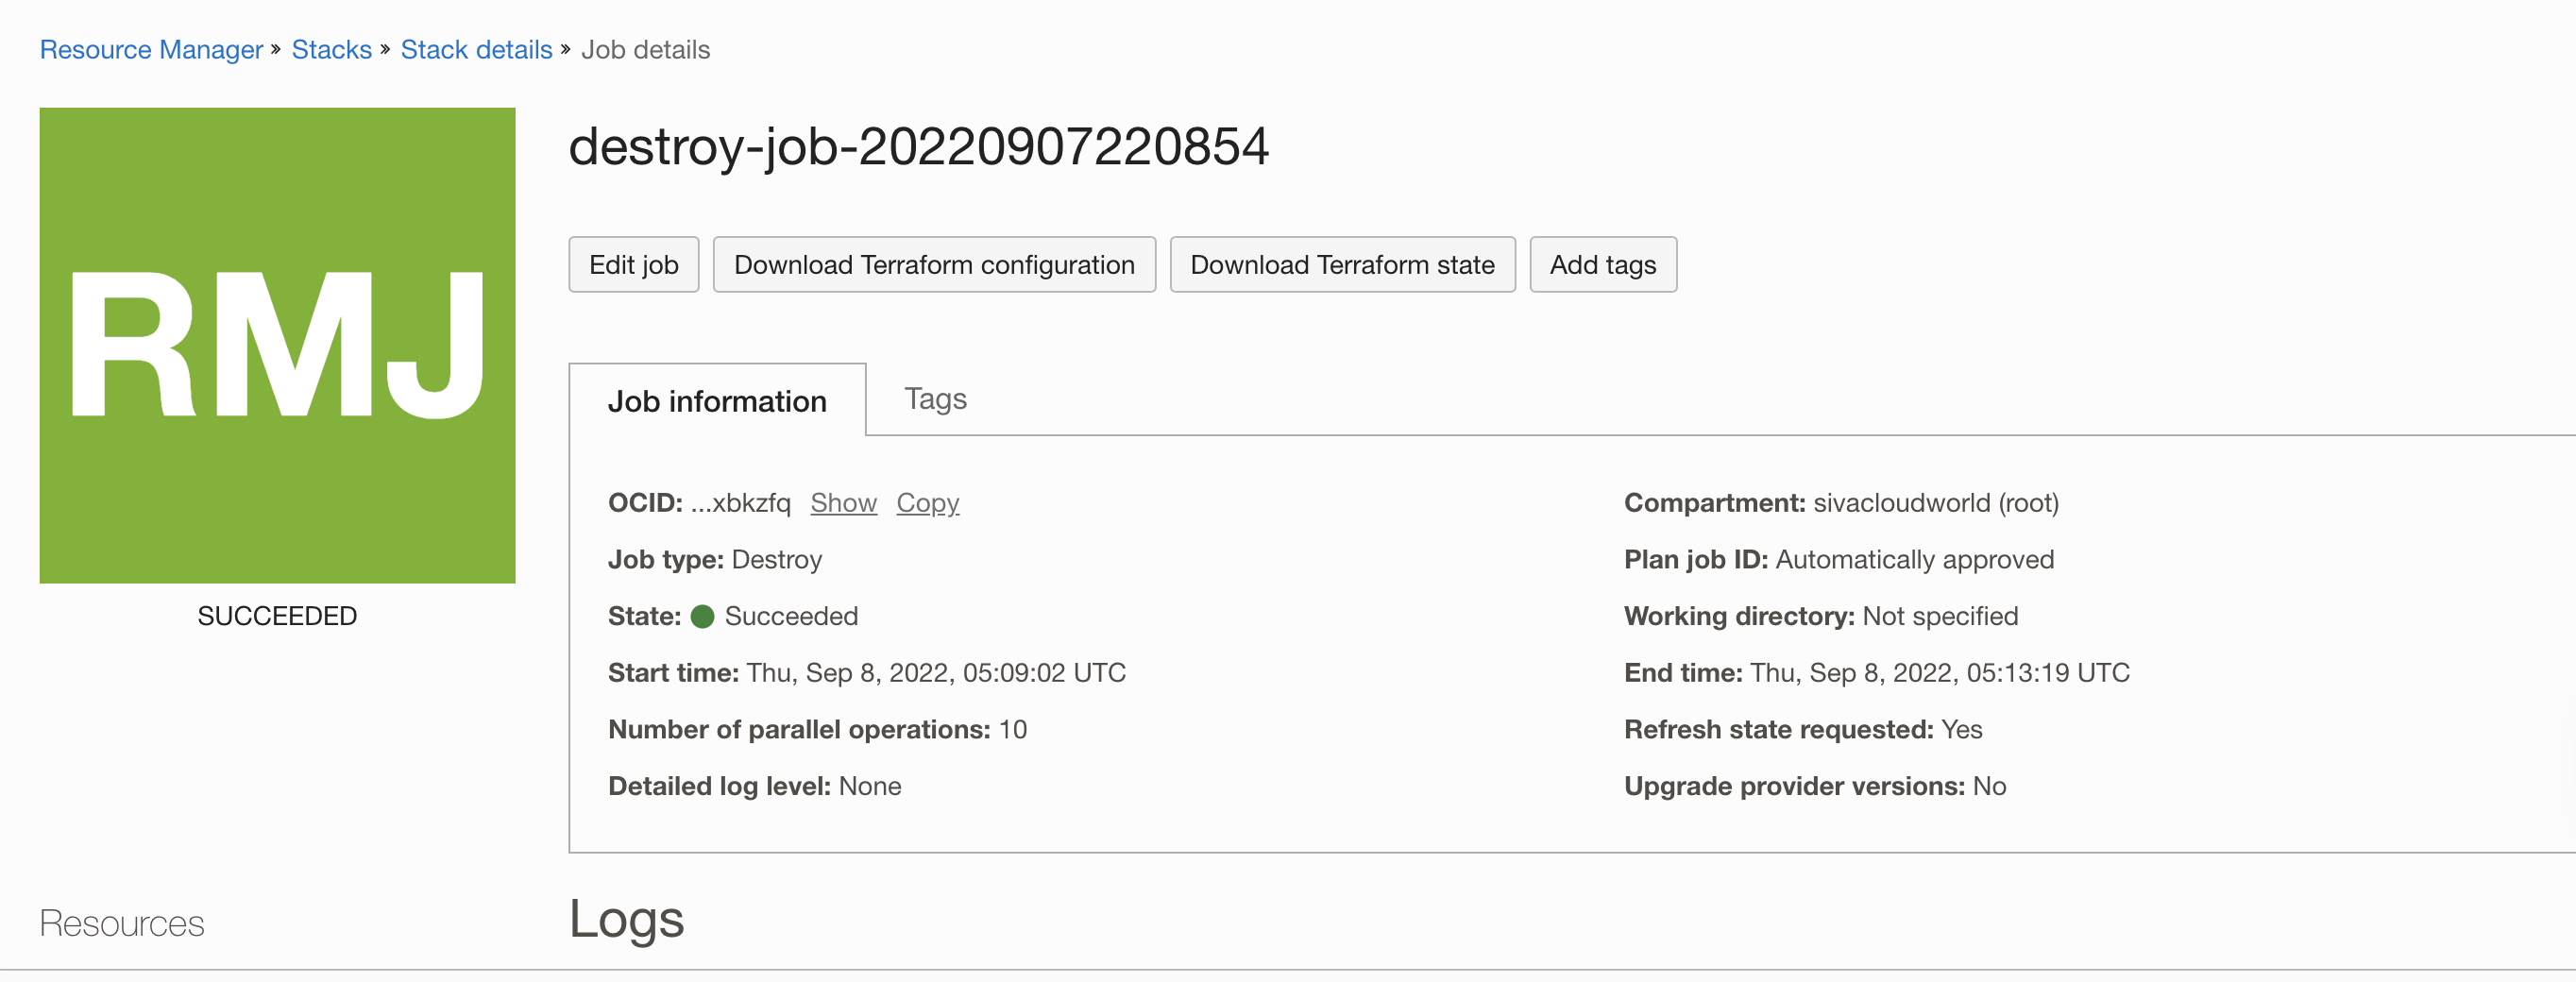 Resource Manager » Stacks » Stack details » Job details
RMJ
SUCCEEDED
destroy-job-20220907220854
Edit job Download Terraform configuration Download Terraform state Add tags
Job information Tags
OCID: ...xbkzfq Show Copy
Compartment: sivacloudworld (root)
Job type: Destroy
Plan job ID: Automatically approved
State: Succeeded
Working directory: Not specified
Start time: Thu, Sep 8, 2022, 05:09:02 UTC
End time: Thu, Sep 8, 2022, 05:13:19 UTC
Number of parallel operations: 10
Refresh state requested: Yes
Detailed log level: None
Upgrade provider versions: No
Resources
Logs